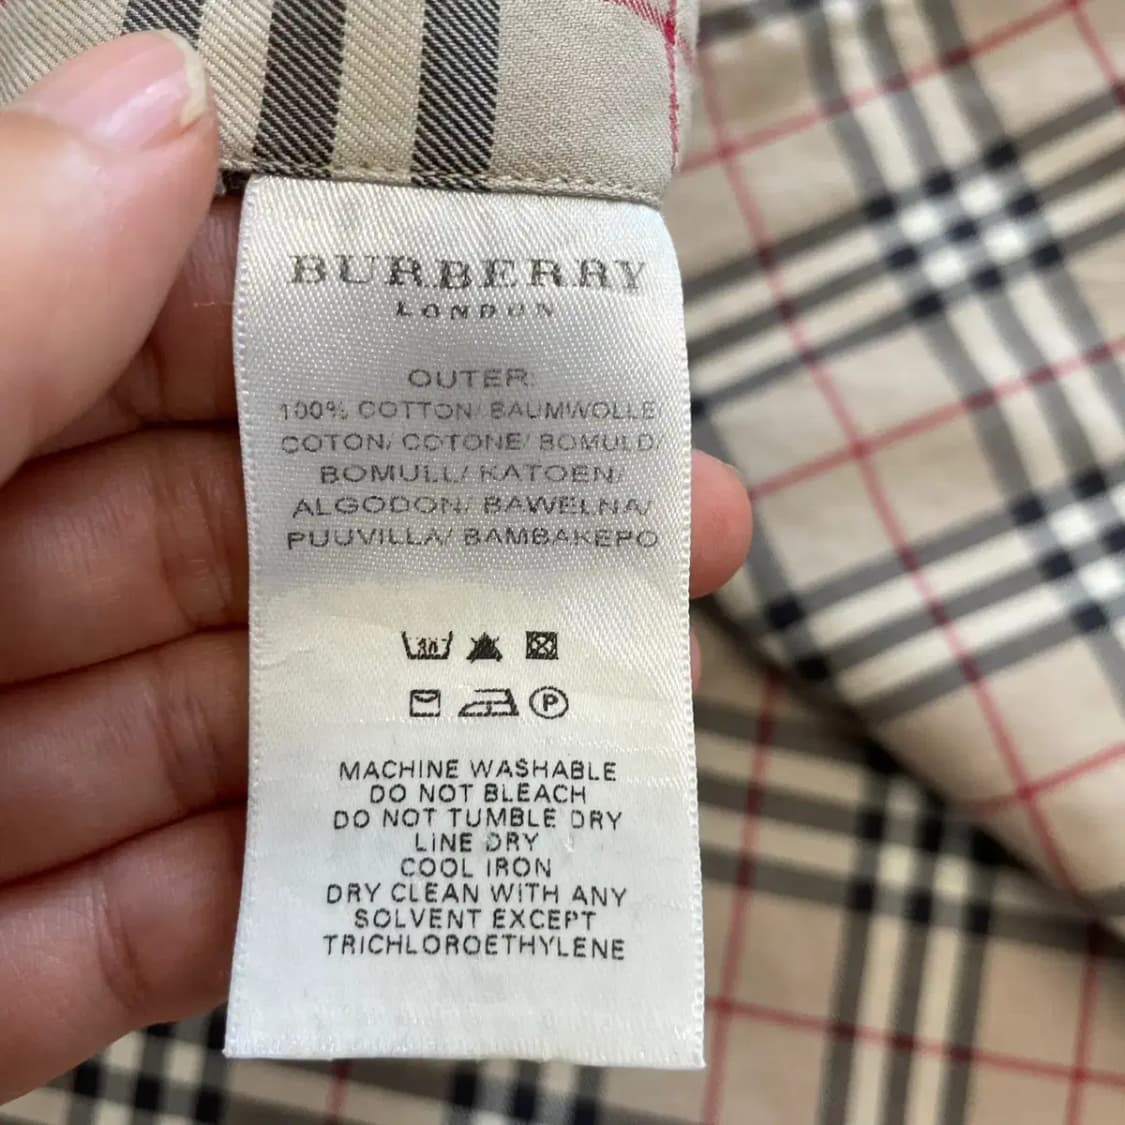 BURBERRY
LONDON
OUTER:
100% COTTON/ BAUMWOLLE/
COTON/ COTONE/ BOMULD/
BOMULL/ KATOEN/
ALGODON/ BAWELNA/
PUUVILLA/ BAMBAKEPO
30
P
MACHINE WASHABLE
DO NOT BLEACH
DO NOT TUMBLE DRY
LINE DRY
COOL IRON
DRY CLEAN WITH ANY
SOLVENT EXCEPT
TRICHLOROETHYLENE